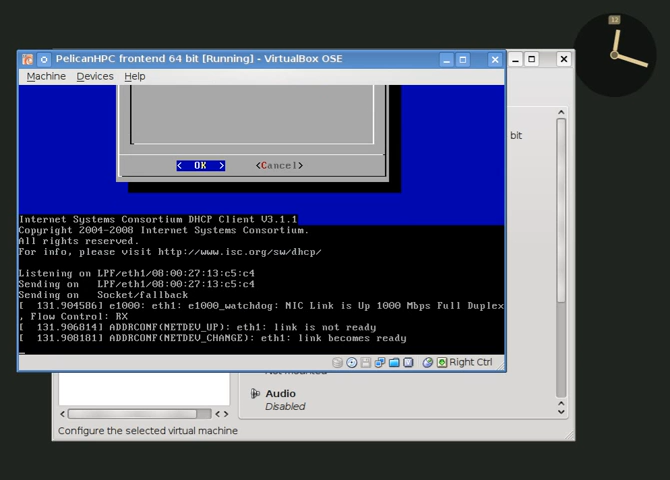 12
PelicanHPC frontend 64 bit [Running] - VirtualBox OSE
Machine Devices Help
bit
< OK > <Cancel>
Internet Systems Consortium DHCP Client V3.1.1
Copyright 2004-2008 Internet Systems Consortium.
All rights reserved.
For info, please visit http://www.isc.org/sw/dhcp/
Listening on LPF/eth1/08:00:27:13:c5:c4
Sending on LPF/eth1/08:00:27:13:c5:c4
Sending on Socket/fallback
[ 131.904586] e1000: eth1: e1000_watchdog: NIC Link is Up 1000 Mbps Full Duplex
, Flow Control: RX
[ 131.906814] ADDRCONF(NETDEV_UP): eth1: link is not ready
[ 131.908181] ADDRCONF(NETDEV_CHANGE): eth1: link becomes ready
Right Ctrl
Not mounted
Audio
Disabled
Configure the selected virtual machine